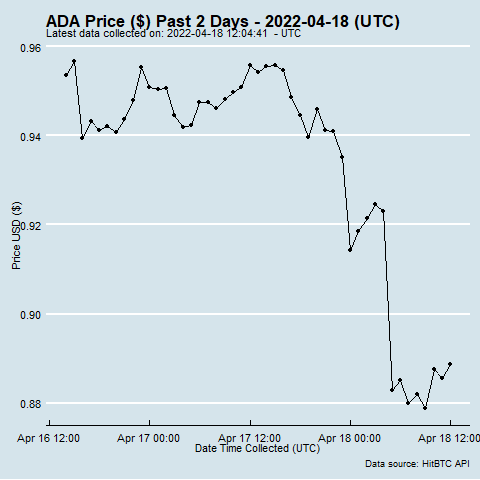 ADA Price ($) Past 2 Days - 2022-04-18 (UTC)
Latest data collected on: 2022-04-18 12:04:41 - UTC
0.96
0.94
0.92
0.90
0.88
Price USD ($)
Apr 16 12:00 Apr 17 00:00 Apr 17 12:00 Apr 18 00:00 Apr 18 12:00
Date Time Collected (UTC)
Data source: HitBTC API